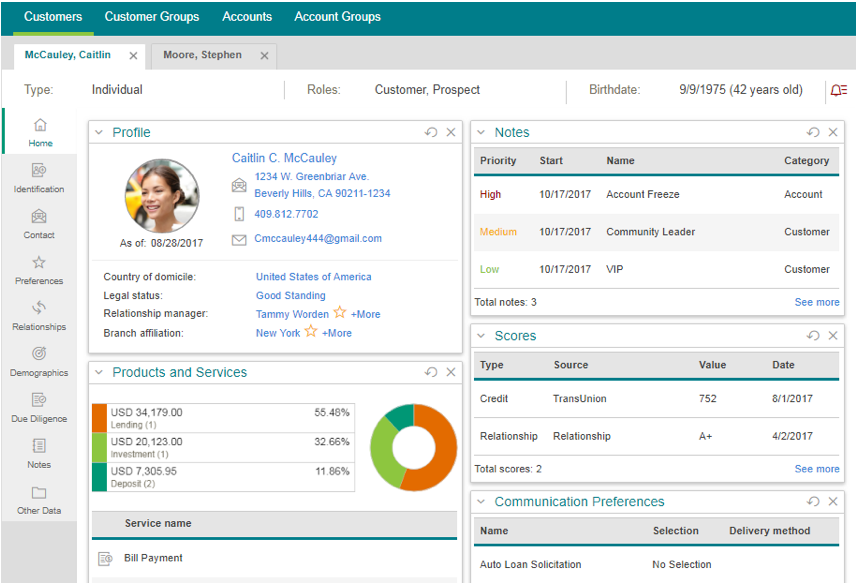 Customers Customer Groups Accounts Account Groups
McCauley, Caitlin Moore, Stephen
Type: Individual Roles: Customer, Prospect Birthdate: 9/9/1975 (42 years old)
Home
Identification
Contact
Preferences
Relationships
Demographics
Due Diligence
Notes
Other Data
Profile
Caitlin C. McCauley
1234 W. Greenbriar Ave.
Beverly Hills, CA 90211-1234
409.812.7702
Cmccauley444@gmail.com
As of: 08/28/2017
Country of domicile: United States of America
Legal status: Good Standing
Relationship manager: Tammy Worden +More
Branch affiliation: New York +More
Products and Services
USD 34,179.00 55.48%
Lending (1)
USD 20,123.00 32.66%
Investment (1)
USD 7,305.95 11.86%
Deposit (2)
Service name
Bill Payment
Notes
Priority Start Name Category
High 10/17/2017 Account Freeze Account
Medium 10/17/2017 Community Leader Customer
Low 10/17/2017 VIP Customer
Total notes: 3 See more
Scores
Type Source Value Date
Credit TransUnion 752 8/1/2017
Relationship Relationship A+ 4/2/2017
Total scores: 2 See more
Communication Preferences
Name Selection Delivery method
Auto Loan Solicitation No Selection